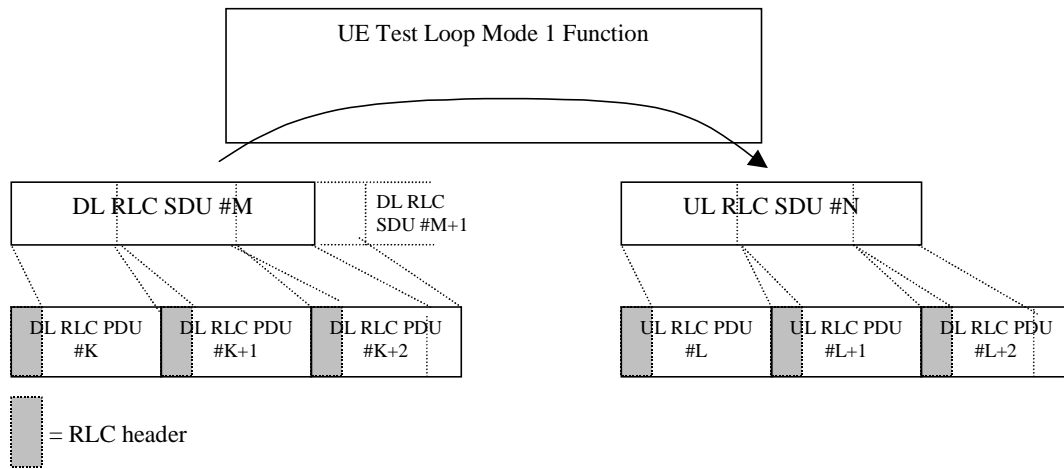 UE Test Loop Mode 1 Function
DL RLC SDU #M
DL RLC
SDU #M+1
UL RLC SDU #N
DL RLC PDU
#K
DL RLC PDU
#K+1
DL RLC PDU
#K+2
UL RLC PDU
#L
UL RLC PDU
#L+1
DL RLC PDU
#L+2
= RLC header